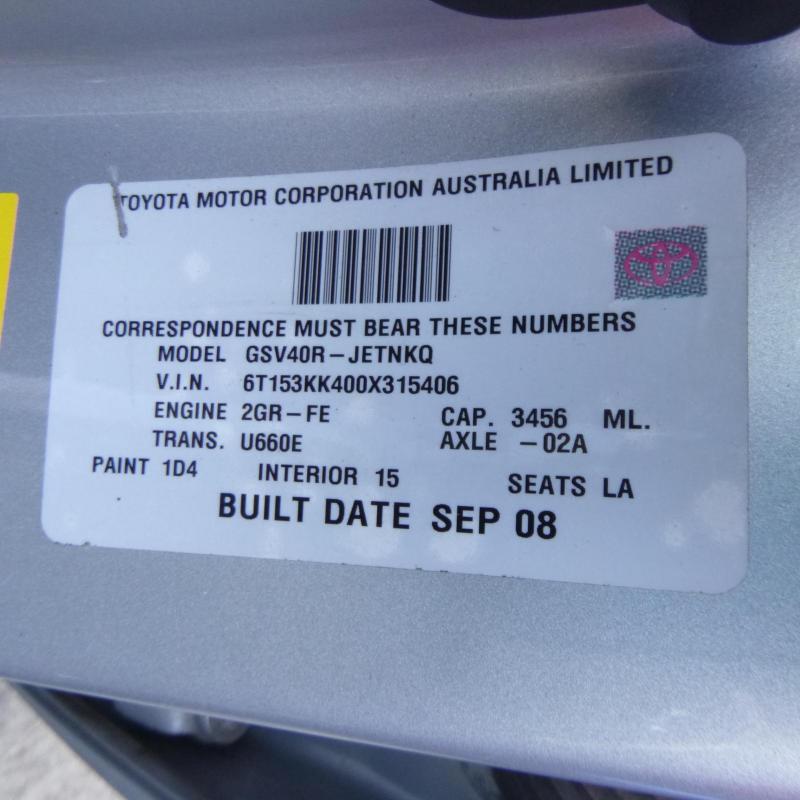 TOYOTA MOTOR CORPORATION AUSTRALIA LIMITED
CORRESPONDENCE MUST BEAR THESE NUMBERS
MODEL GSV40R-JETNKQ
V.I.N. 6T153KK400X315406
ENGINE 2GR-FE CAP. 3456 ML.
TRANS. U660E AXLE -02A
PAINT 1D4 INTERIOR 15 SEATS LA
BUILT DATE SEP 08